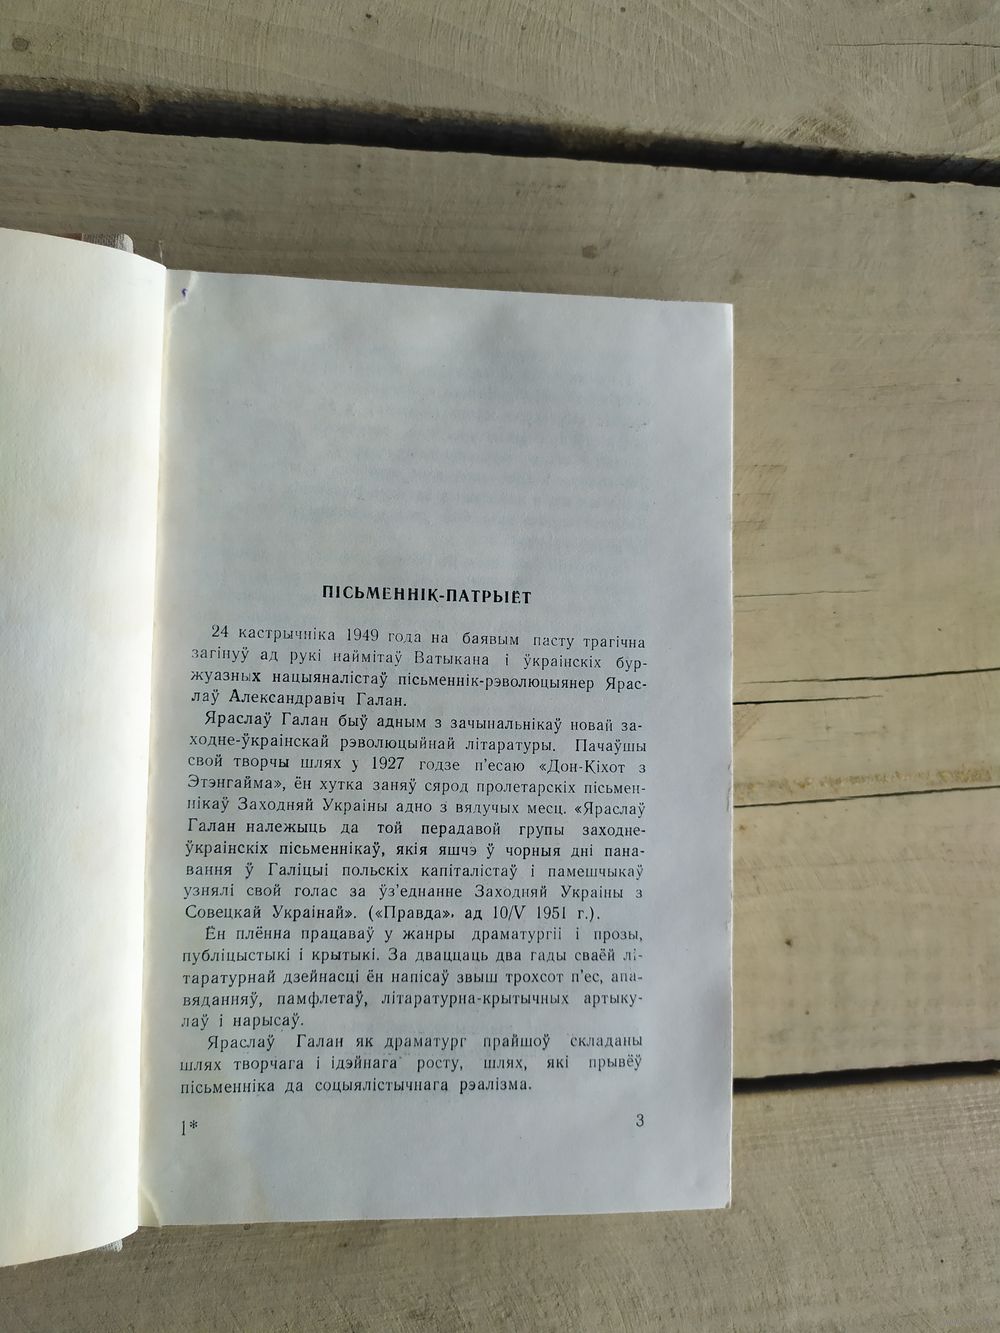 ПІСЬМЕННІК-ПАТРЫЁТ
24 кастрычніка 1949 года на баявым пасту трагічна
загінуў ад рукі наймітаў Ватыкана і ўкраінскіх бур-
жуазных нацыяналістаў пісьменнік-рэволюцыянер Яра-
слаў Александравіч Галан.
Яраслаў Галан быў адным з зачынальнікаў новай за-
ходне-ўкраінскай рэволюцыйнай літаратуры. Пачаўшы
свой творчы шлях у 1927 годзе п'есаю «Дон-Кіхот з
Этэнгайма», ён хутка заняў сярод пролетарскіх пісьмен-
нікаў Заходняй Украіны адно з вядучых месц. «Яраслаў
Галан належыць да той перадавой групы заходне-
ўкраінскіх пісьменнікаў, якія яшчэ ў чорныя дні пана-
вання ў Галіцыі польскіх капіталістаў і памешчыкаў
узнялі свой голас за ўз'еднанне Заходняй Украіны з
Совецкай Украінай». («Правда», ад 10/V 1951 г.).
Ён плённа працаваў у жанры драматургіі і прозы,
публіцыстыкі і крытыкі. За дваццаць два гады сваёй лі-
таратурнай дзейнасці ён напісаў звыш трохсот п'ес, апа-
вяданняў, памфлетаў, літаратурна-крытычных артыку-
лаў і нарысаў.
Яраслаў Галан як драматург прайшоў складаны
шлях творчага і ідэйнага росту, шлях, які прывёў
пісьменніка да соцыялістычнага рэалізма.
1*
3